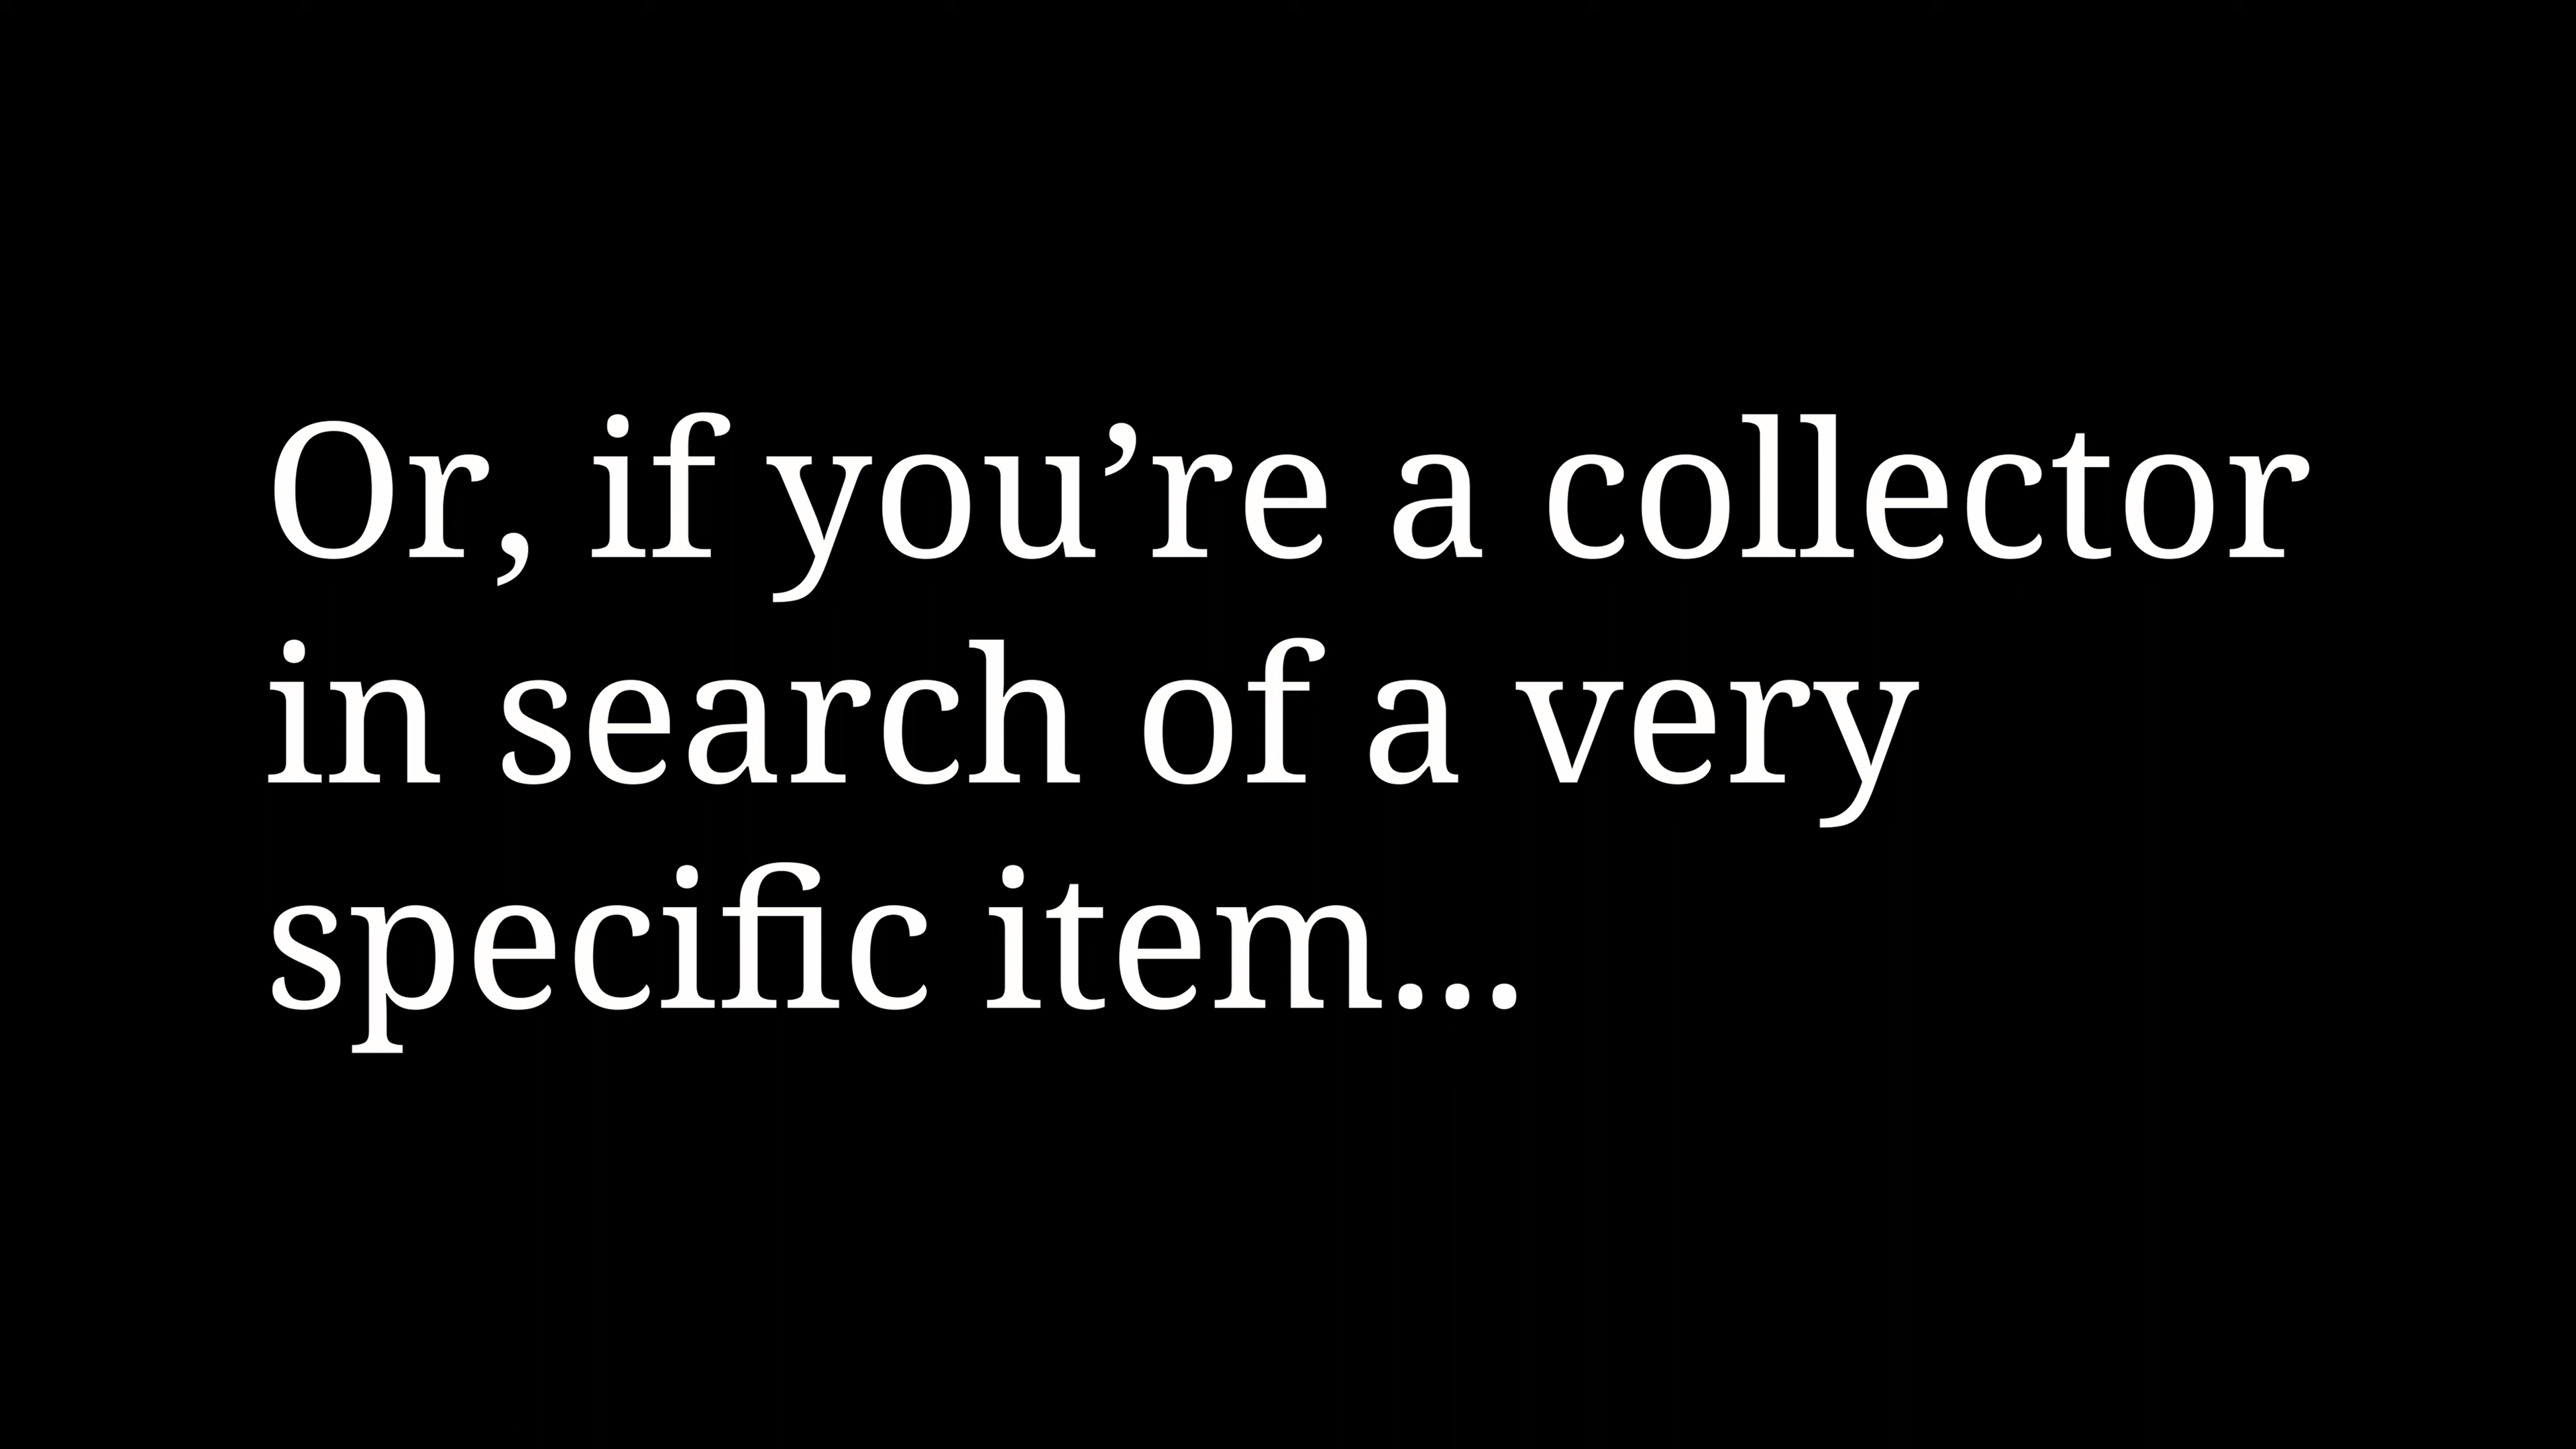 Or, if you’re a collector
in search of a very
specific item...